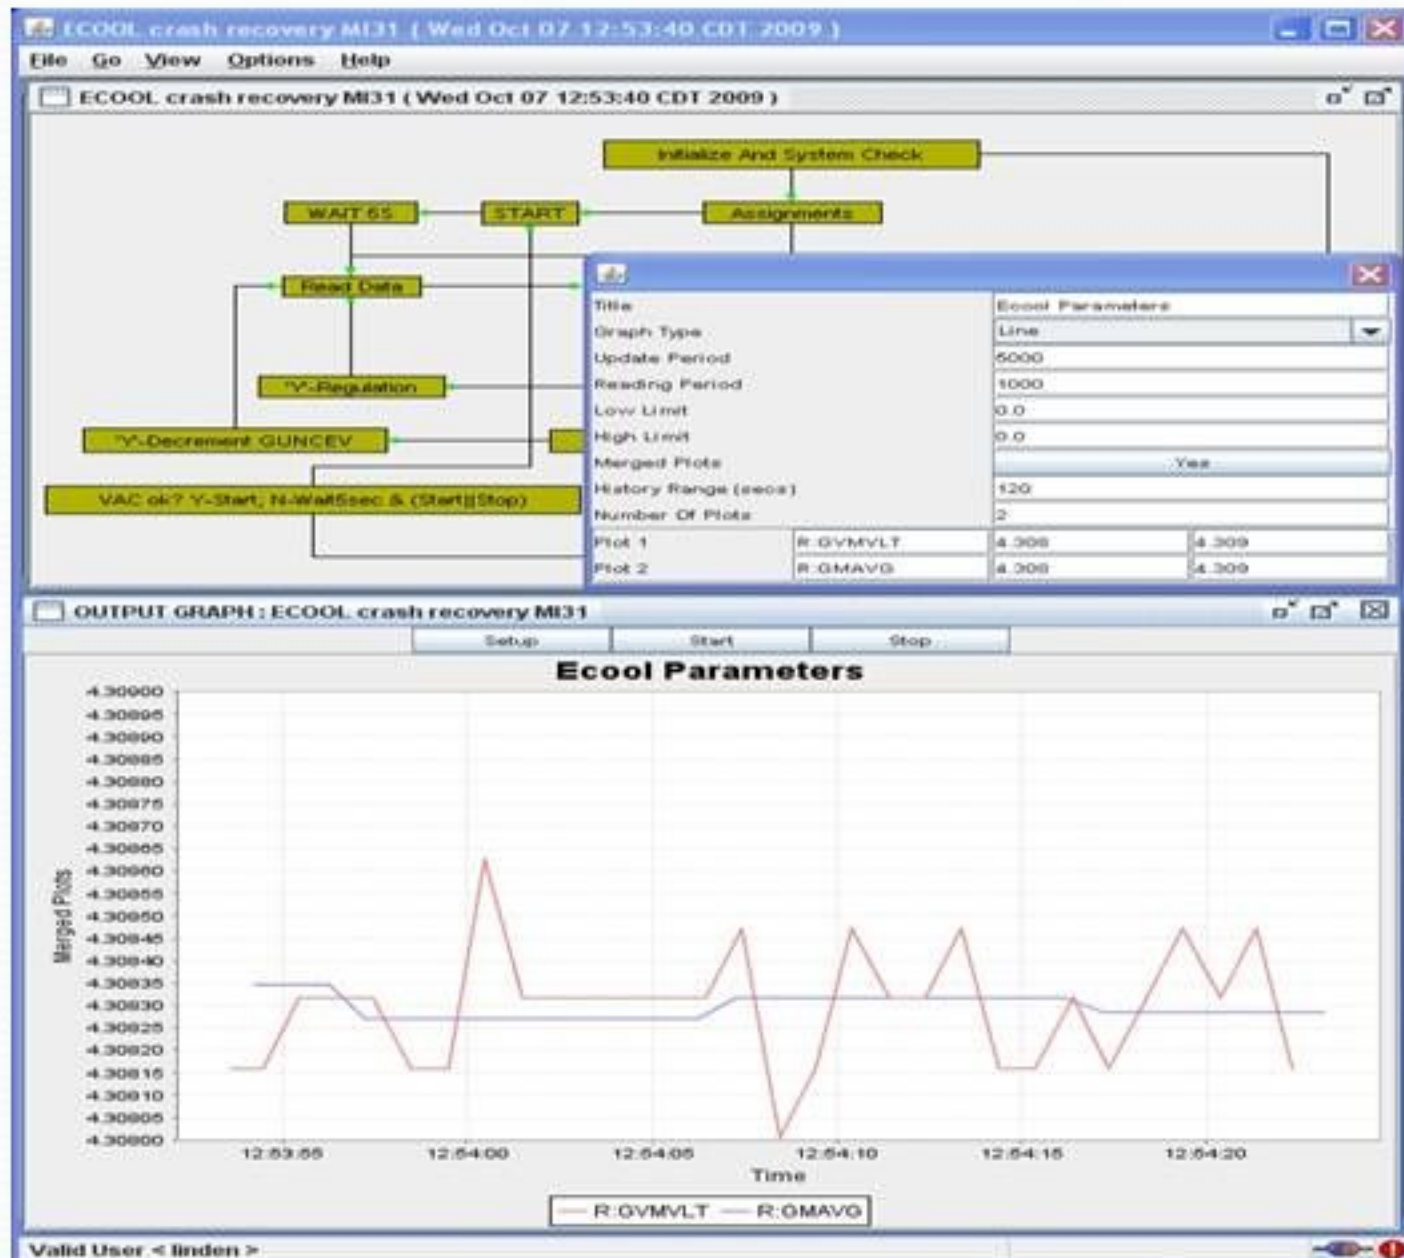 ECOOL crash recovery MI31 ( Wed Oct 07 12:53:40 CDT 2009 )
File Go View Options Help
ECOOL crash recovery MI31 ( Wed Oct 07 12:53:40 CDT 2009 )
Initialize And System Check
WAIT 6S START Assignments
Read Data
'Y'-Regulation
'Y'-Decrement GUNCEV
VAC ok? Y-Start, N-Wait5sec & (Start||Stop)
Title Ecool Parameters
Graph Type Line
Update Period 5000
Reading Period 1000
Low Limit 0.0
High Limit 0.0
Merged Plots Yes
History Range (secs) 120
Number Of Plots 2
Plot 1 R:GVMVLT 4.308 4.309
Plot 2 R:GMAVG 4.308 4.309
OUTPUT GRAPH : ECOOL crash recovery MI31
Setup Start Stop
Ecool Parameters
4.30900
4.30895
4.30890
4.30885
4.30880
4.30875
4.30870
4.30865
4.30860
4.30855
4.30850
4.30845
4.30840
4.30835
4.30830
4.30825
4.30820
4.30815
4.30810
4.30805
4.30800
Merged Plots
12:53:55 12:54:00 12:54:05 12:54:10 12:54:15 12:54:20
Time
R:GVMVLT R:GMAVG
Valid User < linden >